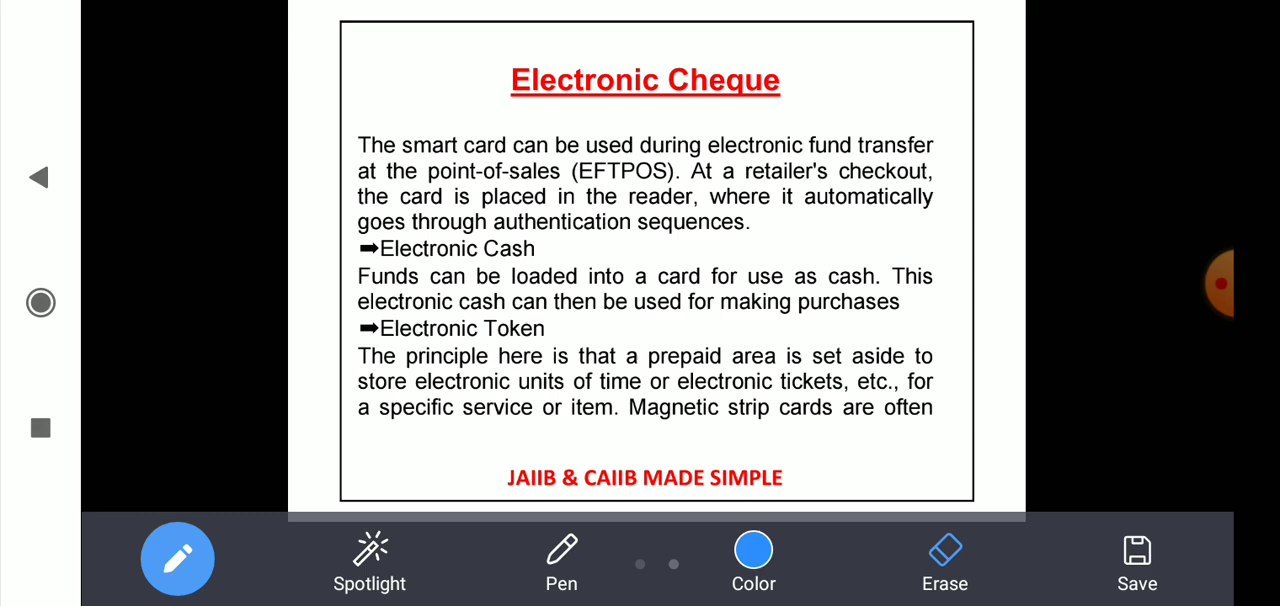 Electronic Cheque
The smart card can be used during electronic fund transfer
at the point-of-sales (EFTPOS). At a retailer's checkout,
the card is placed in the reader, where it automatically
goes through authentication sequences.
➡Electronic Cash
Funds can be loaded into a card for use as cash. This
electronic cash can then be used for making purchases
➡Electronic Token
The principle here is that a prepaid area is set aside to
store electronic units of time or electronic tickets, etc., for
a specific service or item. Magnetic strip cards are often
JAIIB & CAIIB MADE SIMPLE
Spotlight Pen Color Erase Save